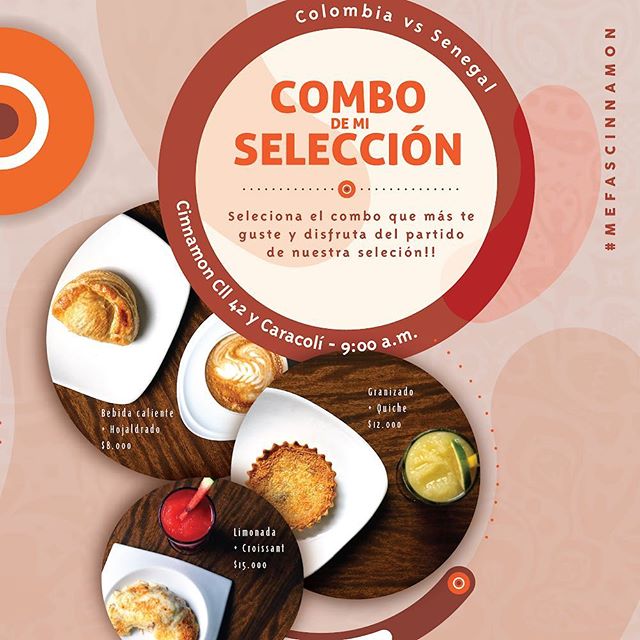 Colombia vs Senegal
COMBO
DE MI
SELECCIÓN
Seleciona el combo que más te
guste y disfruta del partido
de nuestra seleción!!
Cinnamon Cll 42 y Caracolí - 9:00 a.m.
#MEFASCINNAMON
Bebida caliente
+ Hojaldrado
$8.000
Granizado
+ Quiche
$12.000
Limonada
+ Croissant
$15.000